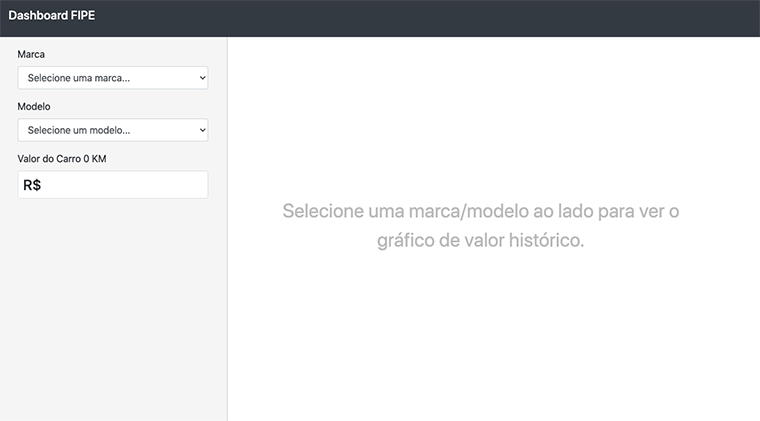 Dashboard FIPE
Marca
Selecione uma marca...
Modelo
Selecione um modelo...
Valor do Carro 0 KM
R$
Selecione uma marca/modelo ao lado para ver o
gráfico de valor histórico.